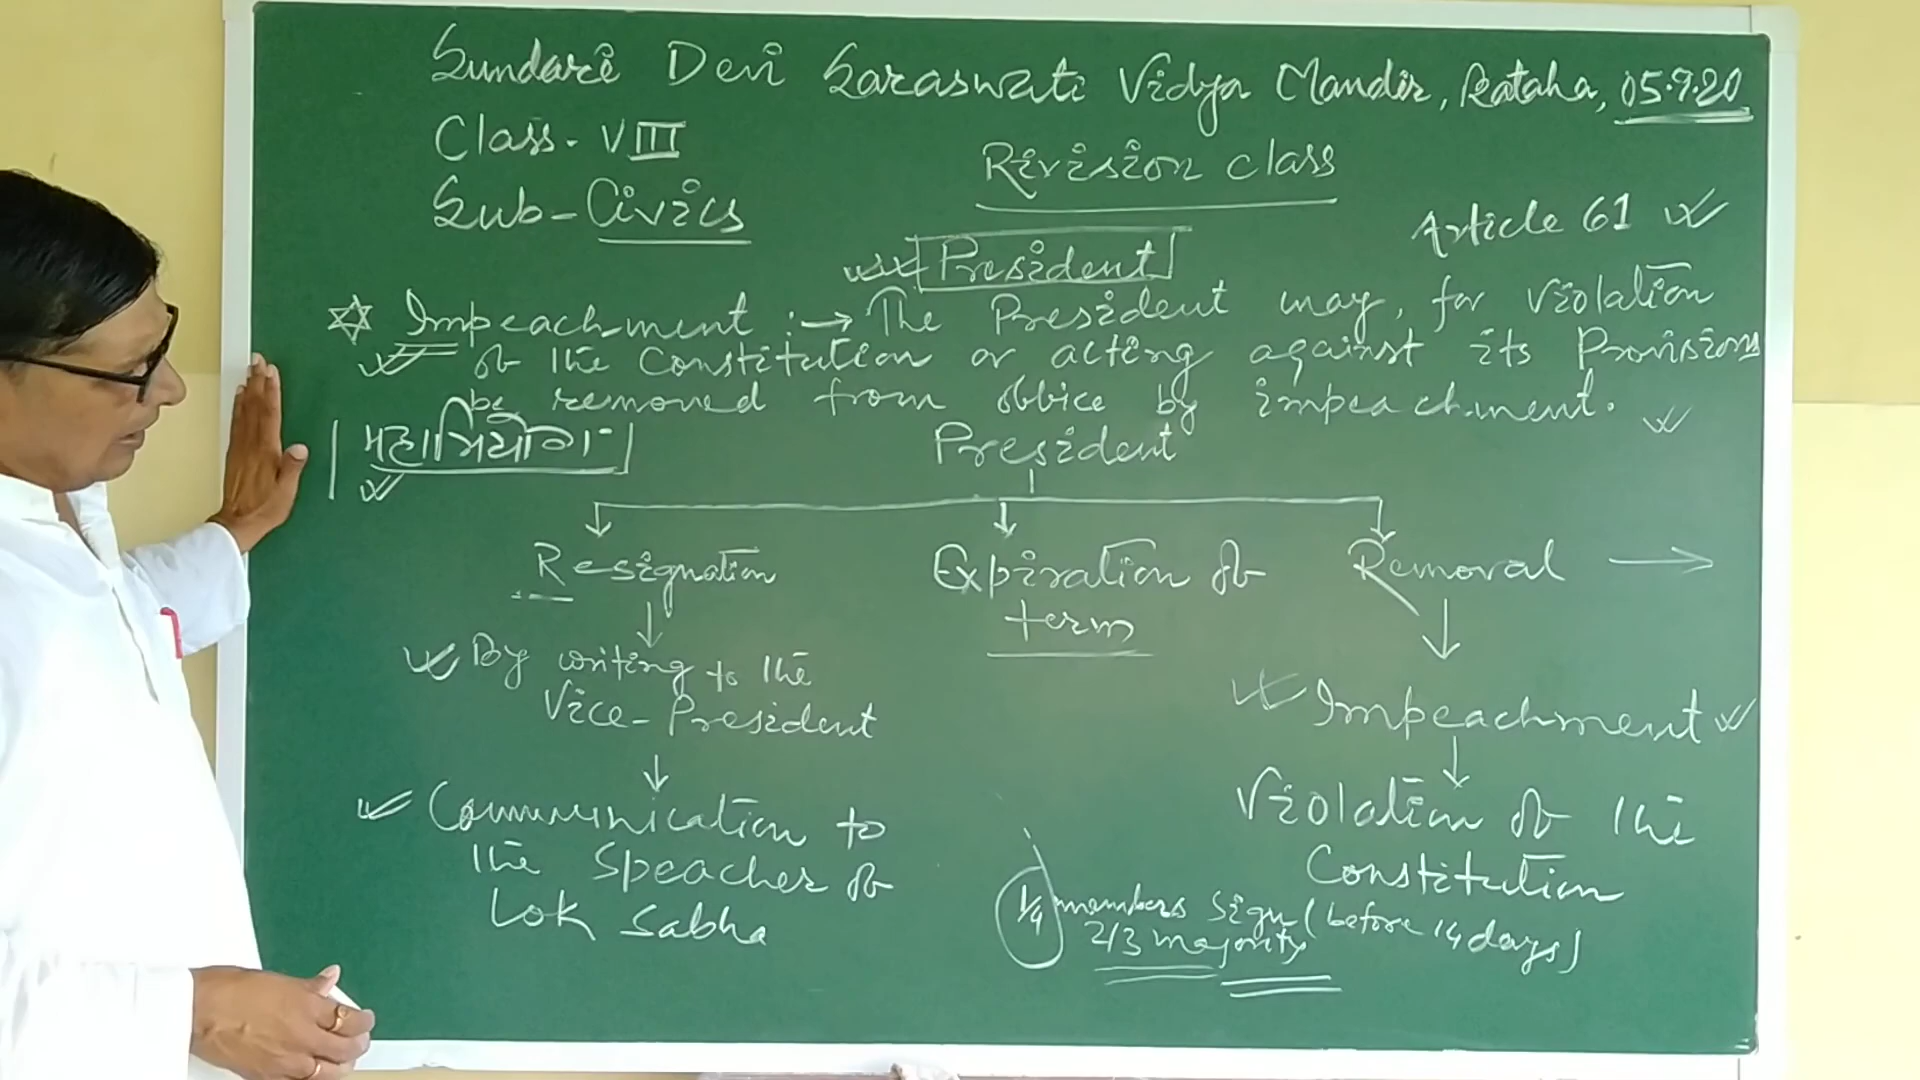 Sundari Devi Saraswati Vidya Mandir, Rataha, 05.9.20
Class- VIII
Rivision class
Sub- Civics
Article 61
President
Impeachment :→ The President may, for violation
of the Constitution or acting against its Provisions
be removed from office by impeachment.
महाभियोग
President
Resignation Expiration of Removal →
term
By writing to the
Vice-President
Impeachment
Communication to
the Speacher of
Lok Sabha
Violation of the
Constitution
1/4 members sign (before 14 days)
2/3 majority